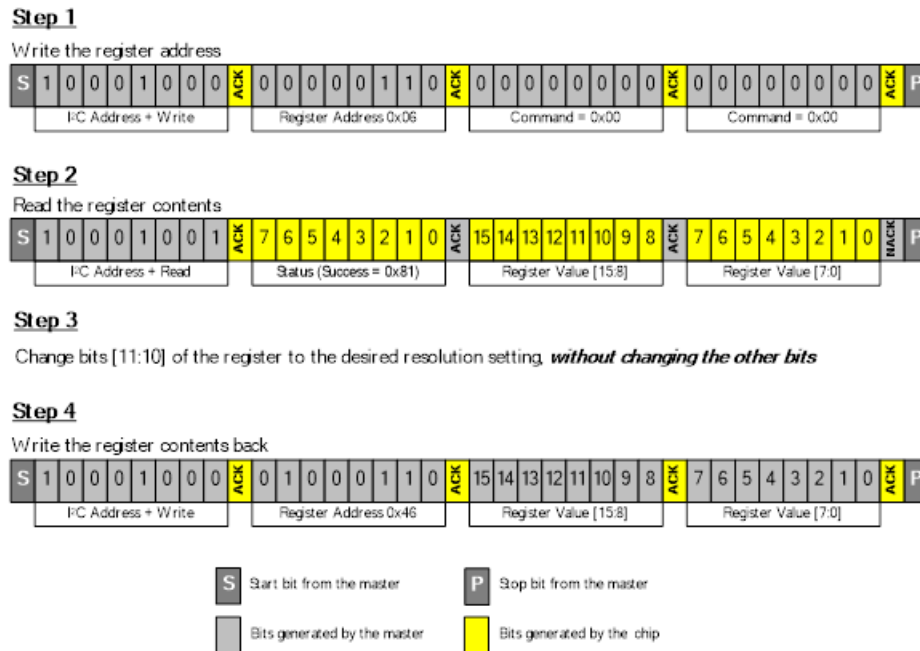 Step 1
Write the register address
S 1 0 0 0 1 0 0 0 ACK 0 0 0 0 0 1 1 0 ACK 0 0 0 0 0 0 0 0 ACK 0 0 0 0 0 0 0 0 ACK P
I²C Address + Write Register Address 0x06 Command = 0x00 Command = 0x00
Step 2
Read the register contents
S 1 0 0 0 1 0 0 1 ACK 7 6 5 4 3 2 1 0 ACK 15 14 13 12 11 10 9 8 ACK 7 6 5 4 3 2 1 0 NACK P
I²C Address + Read Status (Success = 0x81) Register Value [15:8] Register Value [7:0]
Step 3
Change bits [11:10] of the register to the desired resolution setting, without changing the other bits
Step 4
Write the register contents back
S 1 0 0 0 1 0 0 0 ACK 0 1 0 0 0 1 1 0 ACK 15 14 13 12 11 10 9 8 ACK 7 6 5 4 3 2 1 0 ACK P
I²C Address + Write Register Address 0x46 Register Value [15:8] Register Value [7:0]
S Start bit from the master P Stop bit from the master
Bits generated by the master Bits generated by the chip